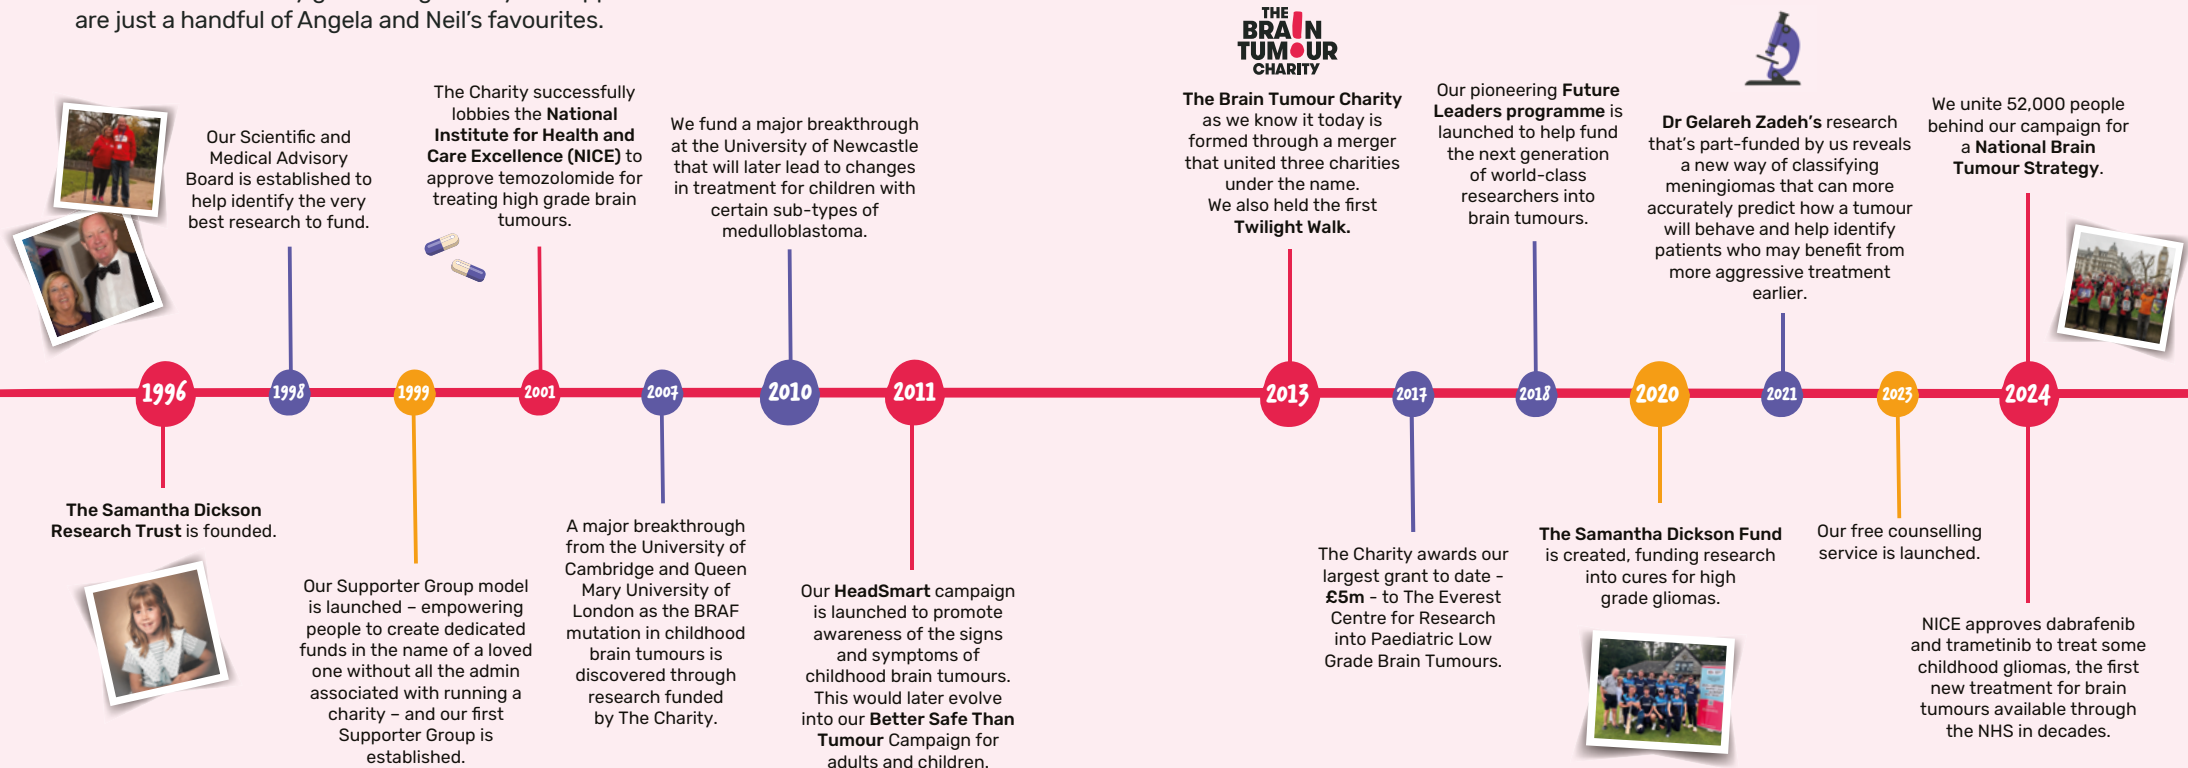 are just a handful of Angela and Neil's favourites.
THE
BRAIN
TUMOUR
CHARITY
Our Scientific and
Medical Advisory
Board is established to
help identify the very
best research to fund.
The Charity successfully
lobbies the National
Institute for Health and
Care Excellence (NICE) to
approve temozolomide for
treating high grade brain
tumours.
We fund a major breakthrough
at the University of Newcastle
that will later lead to changes
in treatment for children with
certain sub-types of
medulloblastoma.
The Brain Tumour Charity
as we know it today is
formed through a merger
that united three charities
under the name.
We also held the first
Twilight Walk.
Our pioneering Future
Leaders programme is
launched to help fund
the next generation
of world-class
researchers into
brain tumours.
Dr Gelareh Zadeh's research
that's part-funded by us reveals
a new way of classifying
meningiomas that can more
accurately predict how a tumour
will behave and help identify
patients who may benefit from
more aggressive treatment
earlier.
We unite 52,000 people
behind our campaign for
a National Brain
Tumour Strategy.
1996
1998
1999
2001
2007
2010
2011
2013
2017
2018
2020
2021
2023
2024
The Samantha Dickson
Research Trust is founded.
Our Supporter Group model
is launched – empowering
people to create dedicated
funds in the name of a loved
one without all the admin
associated with running a
charity – and our first
Supporter Group is
established.
A major breakthrough
from the University of
Cambridge and Queen
Mary University of
London as the BRAF
mutation in childhood
brain tumours is
discovered through
research funded
by The Charity.
Our HeadSmart campaign
is launched to promote
awareness of the signs
and symptoms of
childhood brain tumours.
This would later evolve
into our Better Safe Than
Tumour Campaign for
adults and children.
The Charity awards our
largest grant to date -
£5m - to The Everest
Centre for Research
into Paediatric Low
Grade Brain Tumours.
The Samantha Dickson Fund
is created, funding research
into cures for high
grade gliomas.
Our free counselling
service is launched.
NICE approves dabrafenib
and trametinib to treat some
childhood gliomas, the first
new treatment for brain
tumours available through
the NHS in decades.